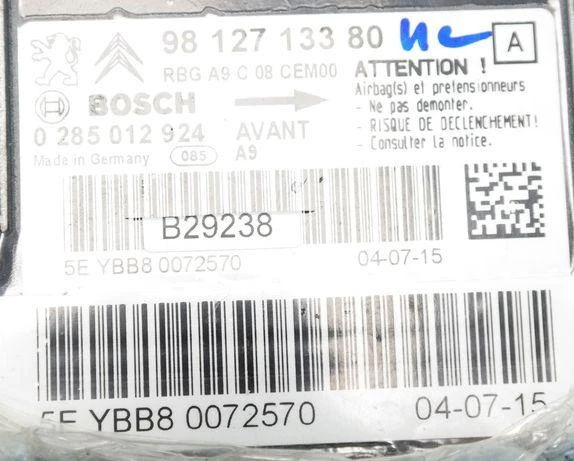 98 127 133 80
A
RBG A9 C 08 CEM00
ATTENTION !
Airbag(s) et pretensionneurs
- Ne pas demonter.
- RISQUE DE DECLENCHEMENT!
- Consulter la notice.
BOSCH
0 285 012 924
AVANT
Made in Germany
085
A9
B29238
5E YBB8 0072570
04-07-15
5E YBB8 0072570
04-07-15